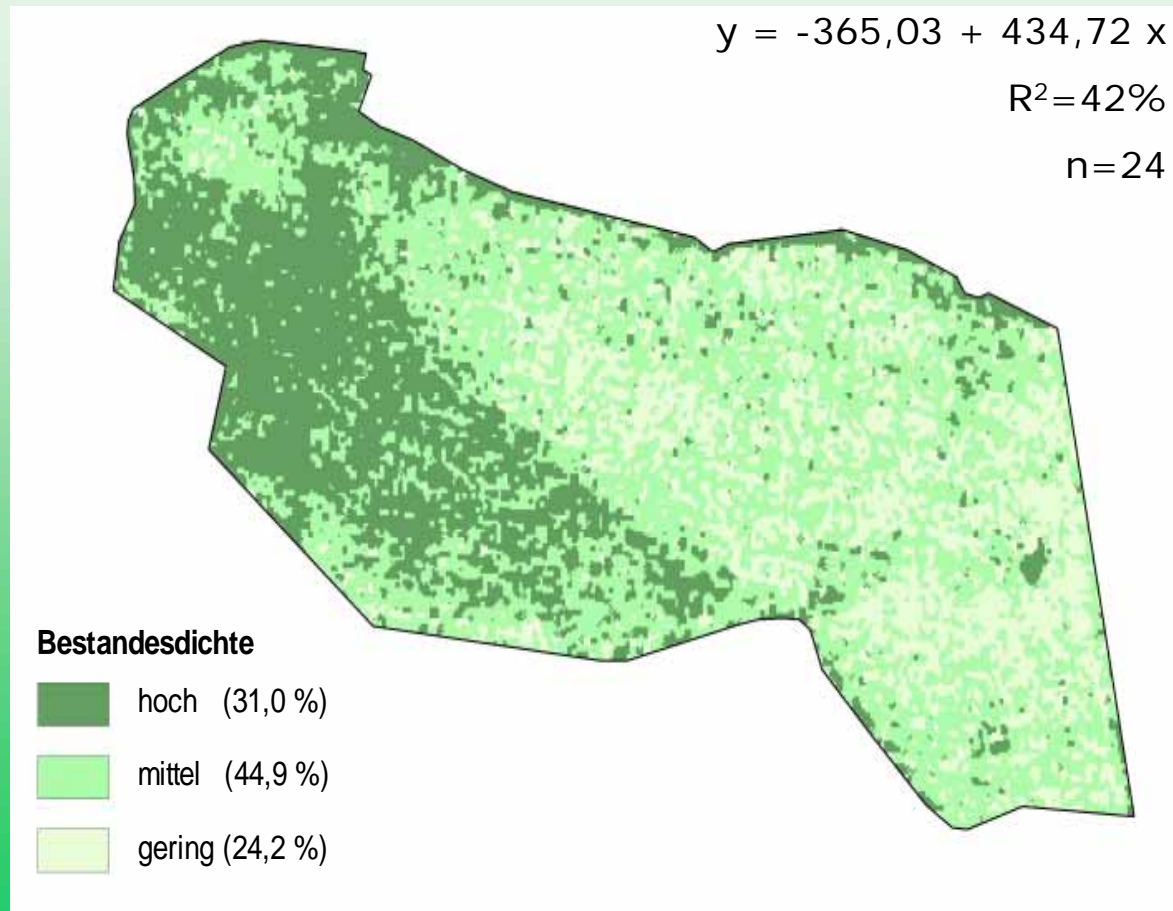 y = -365,03 + 434,72 x
R²=42%
n=24
Bestandesdichte
hoch (31,0 %)
mittel (44,9 %)
gering (24,2 %)